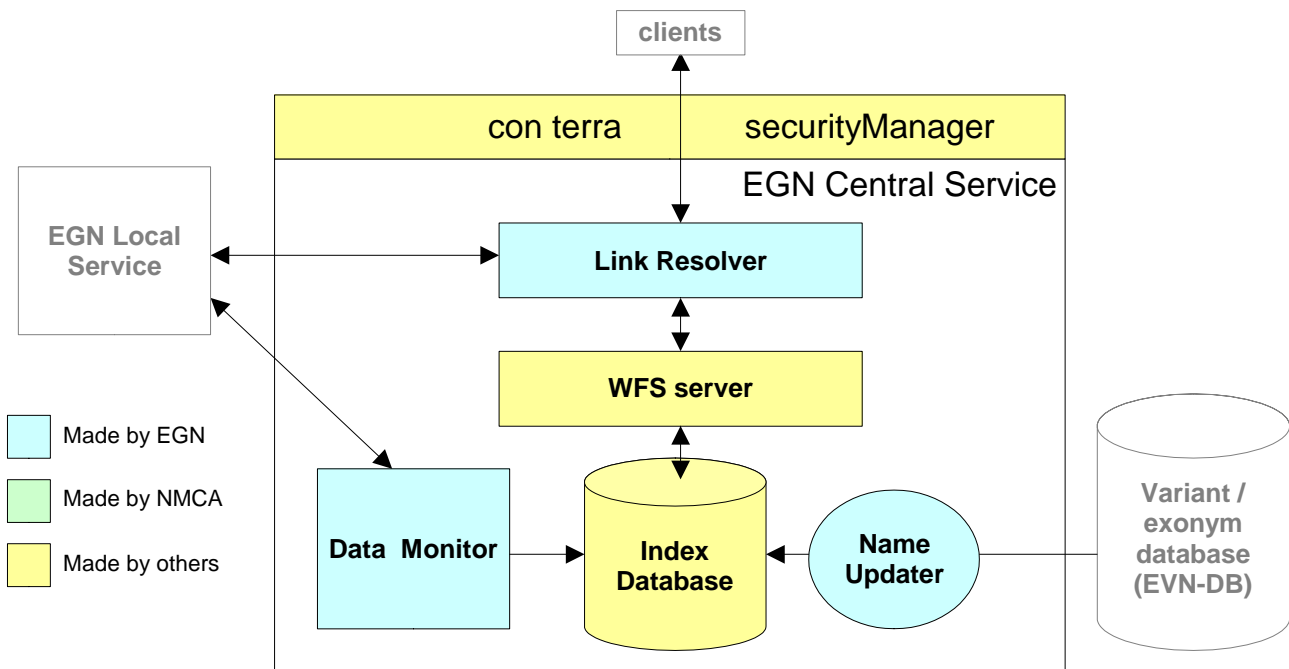 clients
con terra securityManager
EGN Central Service
EGN Local
Service
Link Resolver
WFS server
Made by EGN
Made by NMCA
Made by others
Data Monitor
Index
Database
Name
Updater
Variant /
exonym
database
(EVN-DB)